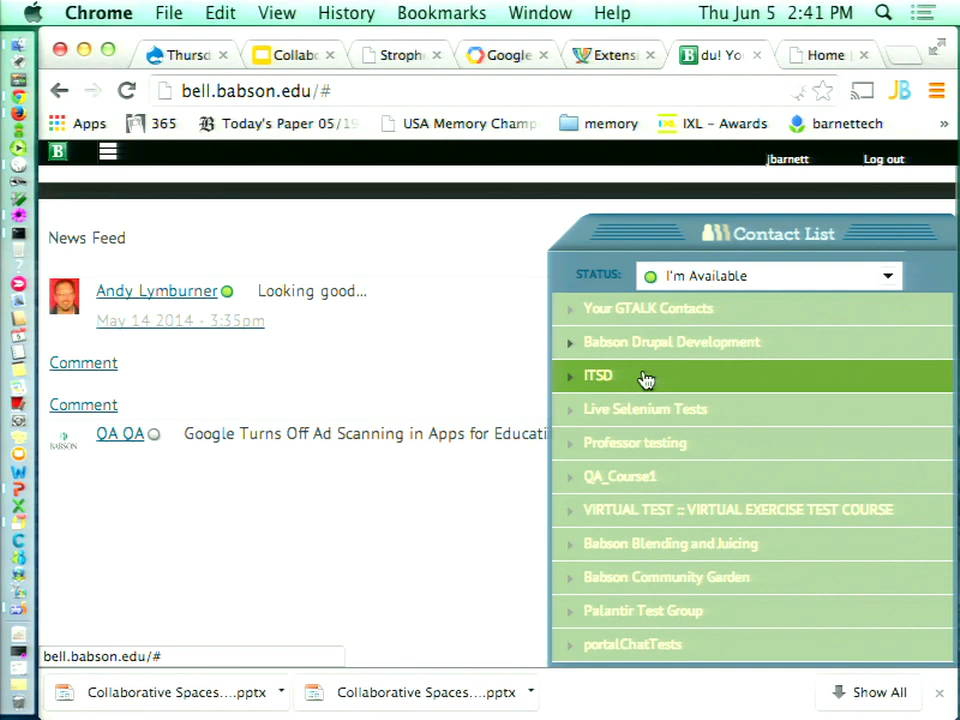 Chrome File Edit View History Bookmarks Window Help Thu Jun 5 2:41 PM
Thursd Collabo Stroph Google Extens du! Yo Home |
bell.babson.edu/#
JB
Apps 365 Today's Paper 05/19 USA Memory Champ memory IXL – Awards barnettech »
B jbarnett Log out
Contact List
News Feed
STATUS: I'm Available
Andy Lymburner Looking good...
May 14 2014 - 3:35pm
Comment
Comment
BABSON QA QA Google Turns Off Ad Scanning in Apps for Educati
Your GTALK Contacts
Babson Drupal Development
ITSD
Live Selenium Tests
Professor testing
QA_Course1
VIRTUAL TEST :: VIRTUAL EXERCISE TEST COURSE
Babson Blending and Juicing
Babson Community Garden
Palantir Test Group
portalChatTests
bell.babson.edu/#
Collaborative Spaces....pptx Collaborative Spaces....pptx Show All